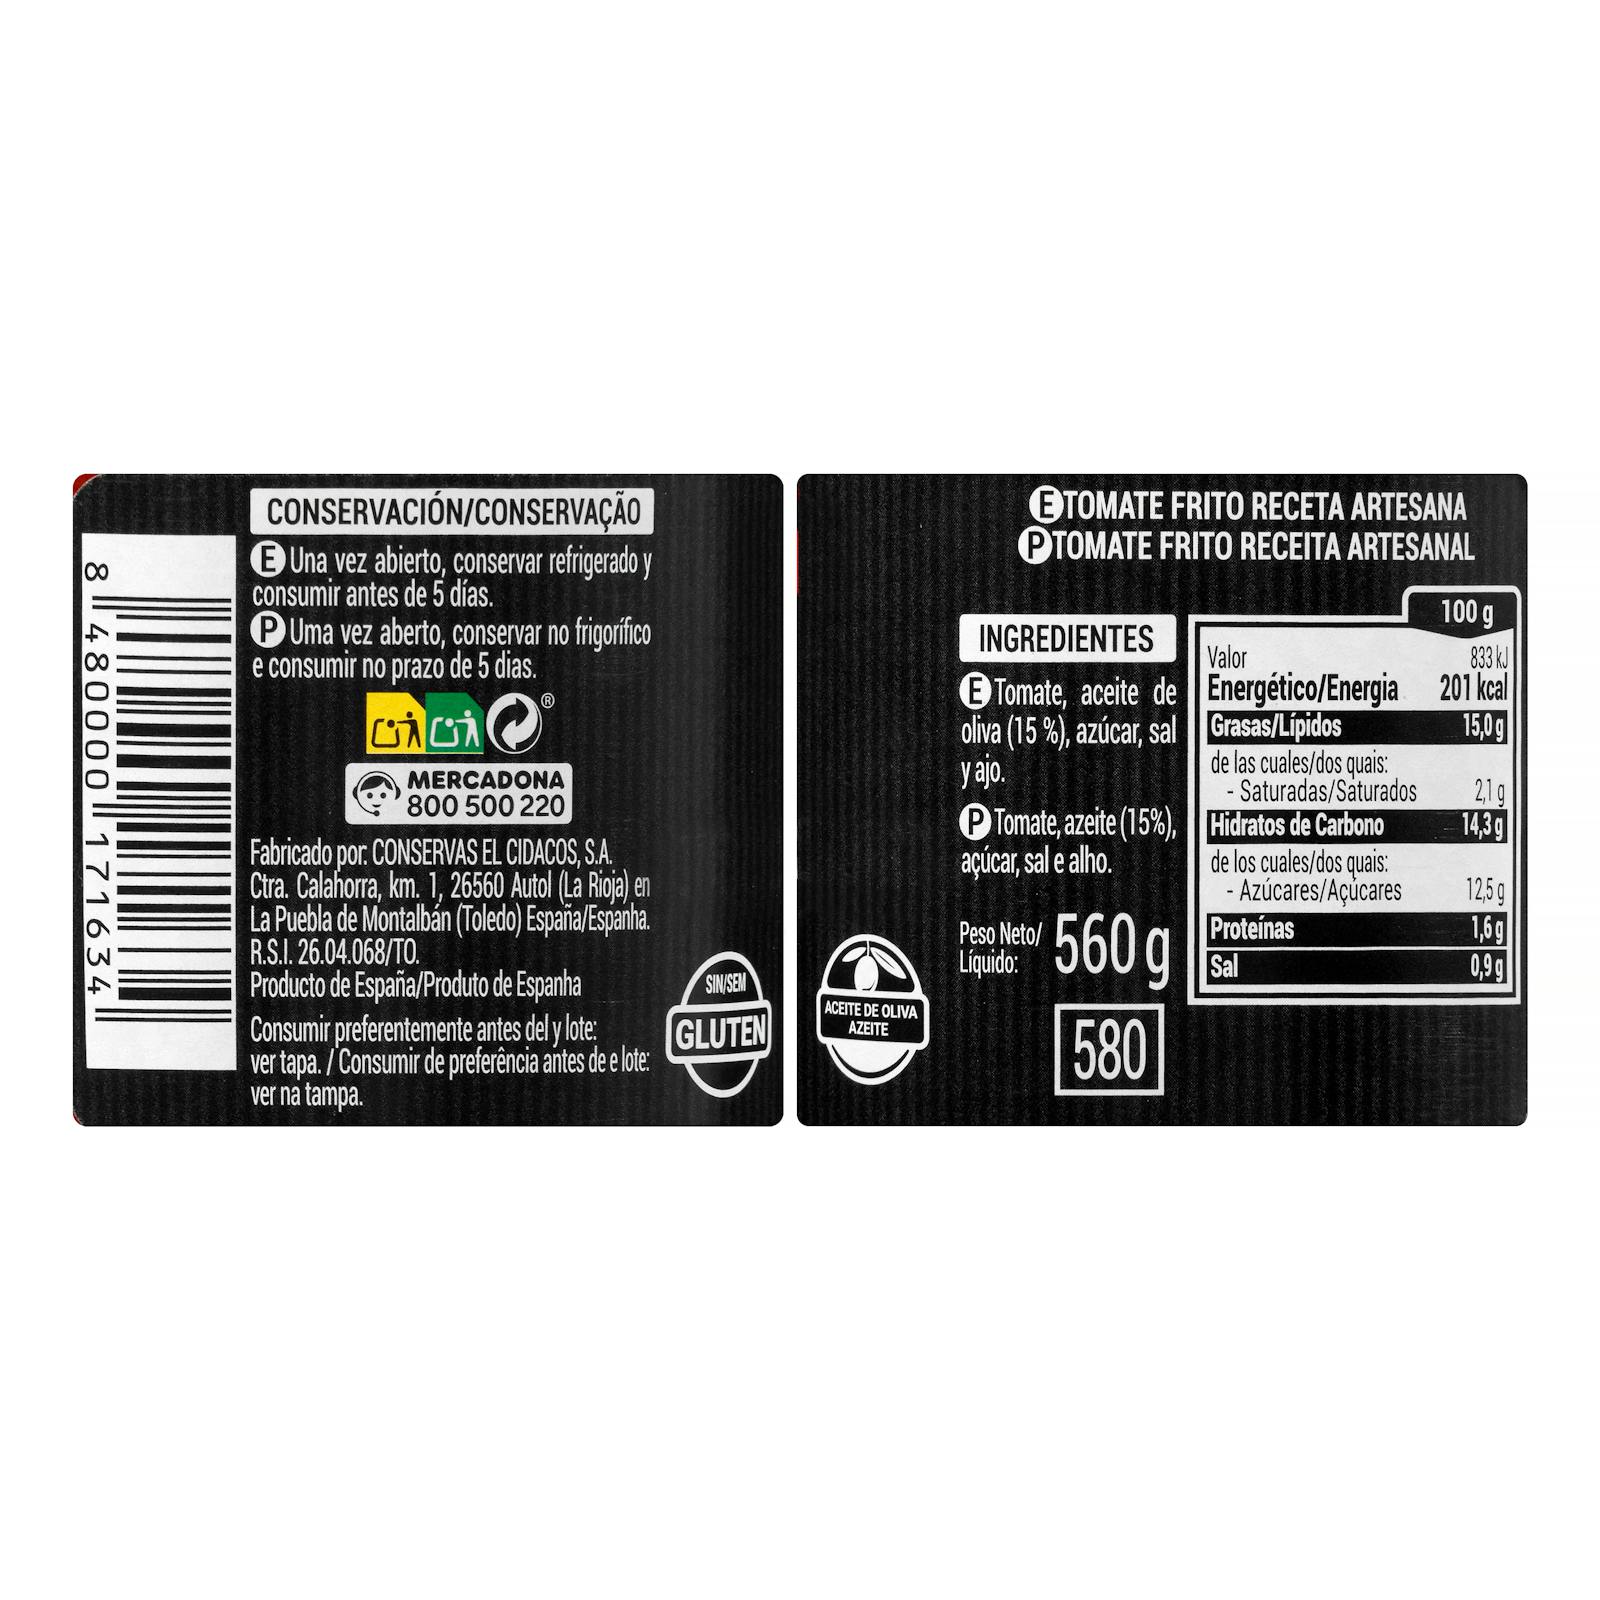 CONSERVACIÓN/CONSERVAÇÃO
E Una vez abierto, conservar refrigerado y
consumir antes de 5 días.
P Uma vez aberto, conservar no frigorífico
e consumir no prazo de 5 dias.
®
MERCADONA
800 500 220
Fabricado por: CONSERVAS EL CIDACOS, S.A.
Ctra. Calahorra, km. 1, 26560 Autol (La Rioja) en
La Puebla de Montalbán (Toledo) España/Espanha.
R.S.I. 26.04.068/TO.
Producto de España/Produto de Espanha
Consumir preferentemente antes del y lote:
ver tapa. / Consumir de preferência antes de e lote:
ver na tampa.
8 480000 171634
SIN/SEM
GLUTEN
E TOMATE FRITO RECETA ARTESANA
P TOMATE FRITO RECEITA ARTESANAL
INGREDIENTES
E Tomate, aceite de
oliva (15 %), azúcar, sal
y ajo.
P Tomate, azeite (15%),
açúcar, sal e alho.
Peso Neto/
Líquido: 560 g
580
ACEITE DE OLIVA
AZEITE
100 g
Valor 833 kJ
Energético/Energia 201 kcal
Grasas/Lípidos 15,0 g
de las cuales/dos quais:
- Saturadas/Saturados 2,1 g
Hidratos de Carbono 14,3 g
de los cuales/dos quais:
- Azúcares/Açúcares 12,5 g
Proteínas 1,6 g
Sal 0,9 g